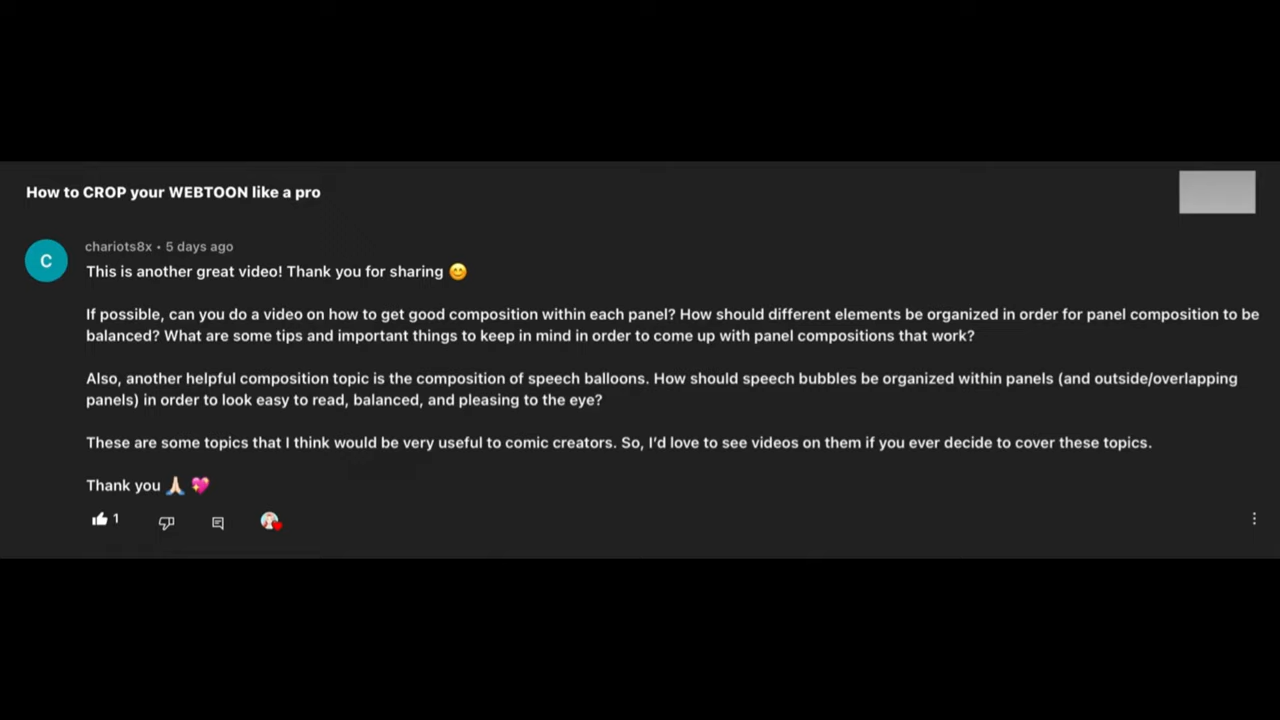 How to CROP your WEBTOON like a pro
chariots8x • 5 days ago
C
This is another great video! Thank you for sharing 😊
If possible, can you do a video on how to get good composition within each panel? How should different elements be organized in order for panel composition to be
balanced? What are some tips and important things to keep in mind in order to come up with panel compositions that work?
Also, another helpful composition topic is the composition of speech balloons. How should speech bubbles be organized within panels (and outside/overlapping
panels) in order to look easy to read, balanced, and pleasing to the eye?
These are some topics that I think would be very useful to comic creators. So, I’d love to see videos on them if you ever decide to cover these topics.
Thank you 🙏🏻 💖
1